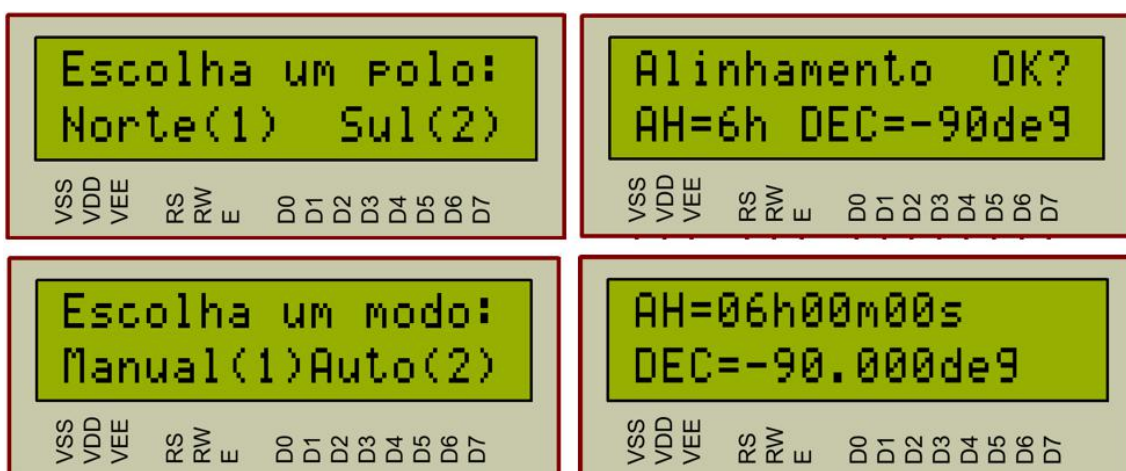 Escolha um polo:
Norte(1) Sul(2)
VSS VDD VEE RS RW E D0 D1 D2 D3 D4 D5 D6 D7
Alinhamento OK?
AH=6h DEC=-90deg
VSS VDD VEE RS RW E D0 D1 D2 D3 D4 D5 D6 D7
Escolha um modo:
Manual(1)Auto(2)
VSS VDD VEE RS RW E D0 D1 D2 D3 D4 D5 D6 D7
AH=06h00m00s
DEC=-90.000deg
VSS VDD VEE RS RW E D0 D1 D2 D3 D4 D5 D6 D7